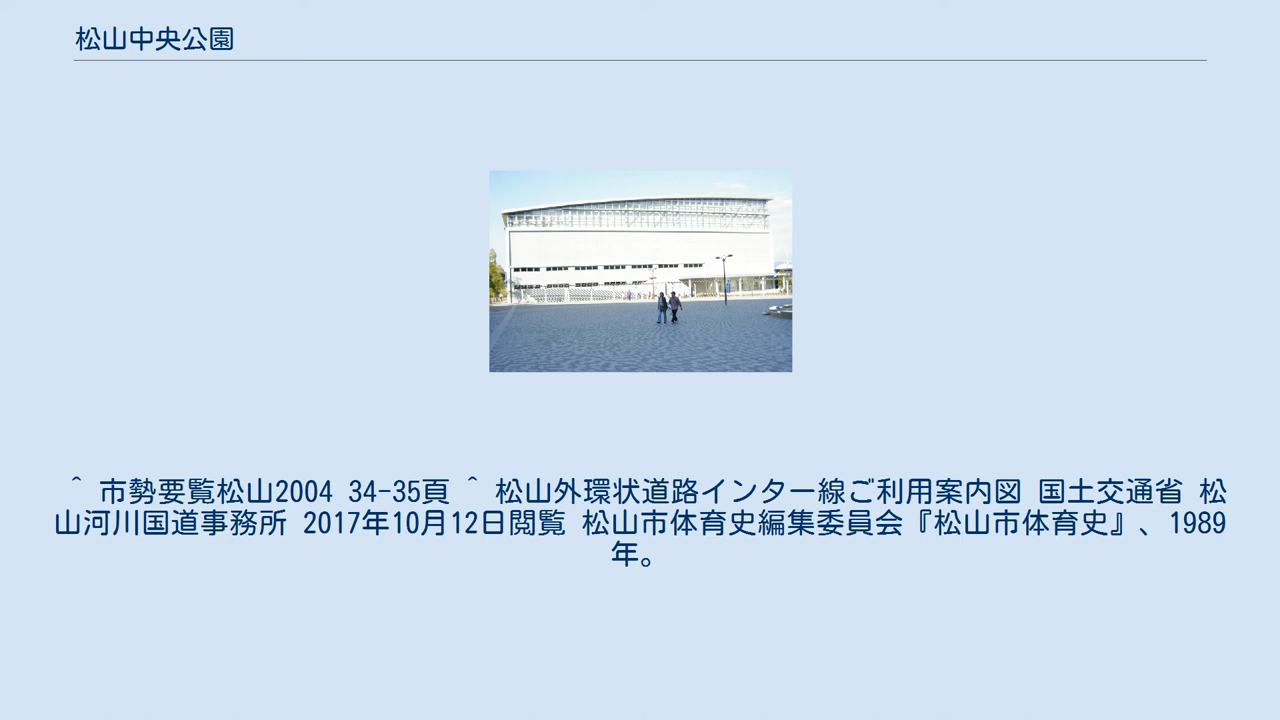 松山中央公園
^ 市勢要覧松山2004 34-35頁 ^ 松山外環状道路インター線ご利用案内図 国土交通省 松
山河川国道事務所 2017年10月12日閲覧 松山市体育史編集委員会『松山市体育史』、1989
年。